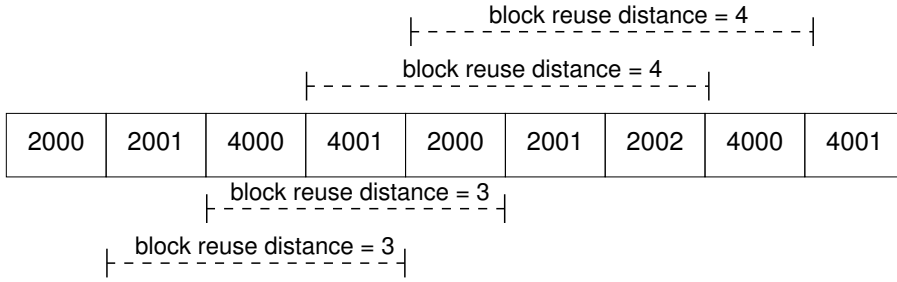 block reuse distance = 4
block reuse distance = 4
2000 2001 4000 4001 2000 2001 2002 4000 4001
block reuse distance = 3
block reuse distance = 3